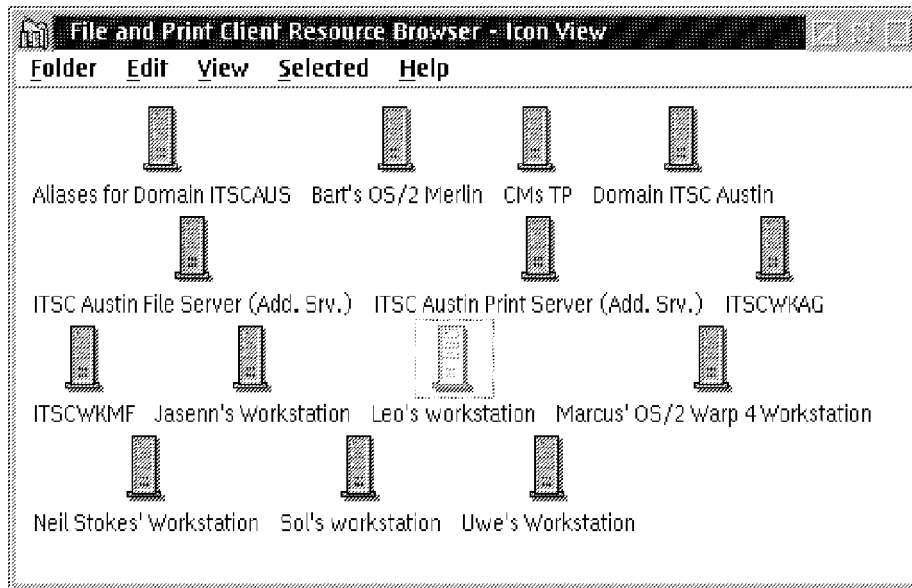 File and Print Client Resource Browser - Icon View
Folder Edit View Selected Help
Aliases for Domain ITSCAUS Bart's OS/2 Merlin CMs TP Domain ITSC Austin
ITSC Austin File Server (Add. Srv.) ITSC Austin Print Server (Add. Srv.) ITSCWKAG
ITSCWKMF Jasenn's Workstation Leo's workstation Marcus' OS/2 Warp 4 Workstation
Neil Stokes' Workstation Sol's workstation Uwe's Workstation